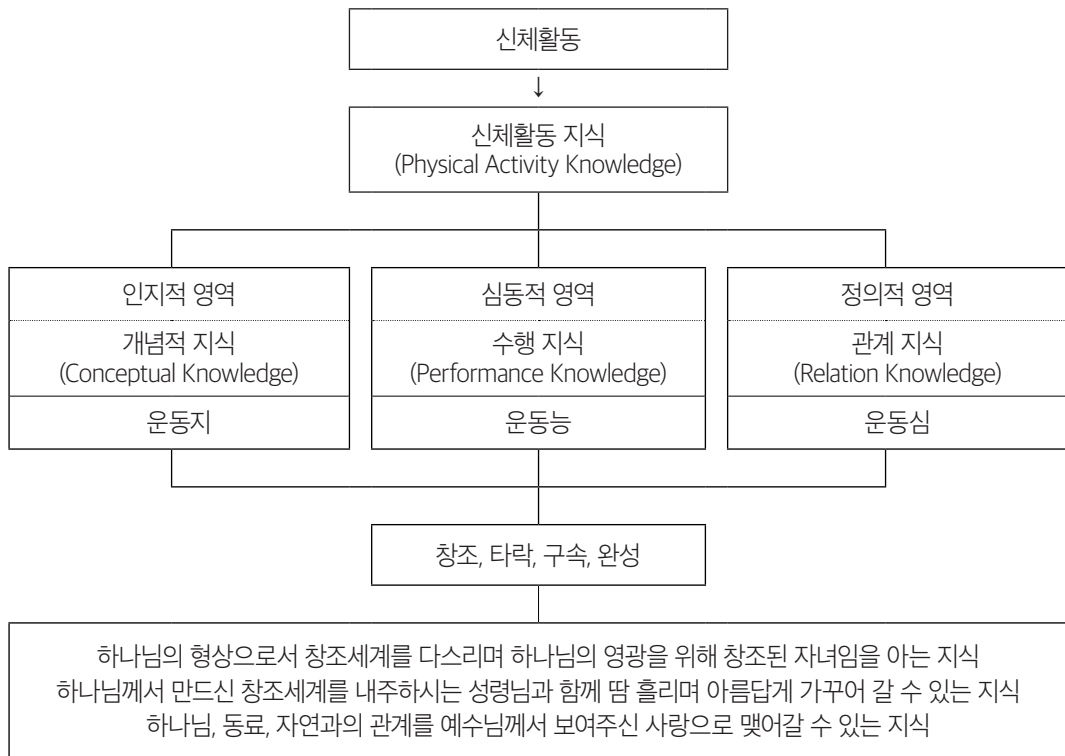 신체활동
↓
신체활동 지식
(Physical Activity Knowledge)
인지적 영역
개념적 지식
(Conceptual Knowledge)
운동지
심동적 영역
수행 지식
(Performance Knowledge)
운동능
정의적 영역
관계 지식
(Relation Knowledge)
운동심
창조, 타락, 구속, 완성
하나님의 형상으로서 창조세계를 다스리며 하나님의 영광을 위해 창조된 자녀임을 아는 지식
하나님께서 만드신 창조세계를 내주하시는 성령님과 함께 땀 흘리며 아름답게 가꾸어 갈 수 있는 지식
하나님, 동료, 자연과의 관계를 예수님께서 보여주신 사랑으로 맺어갈 수 있는 지식